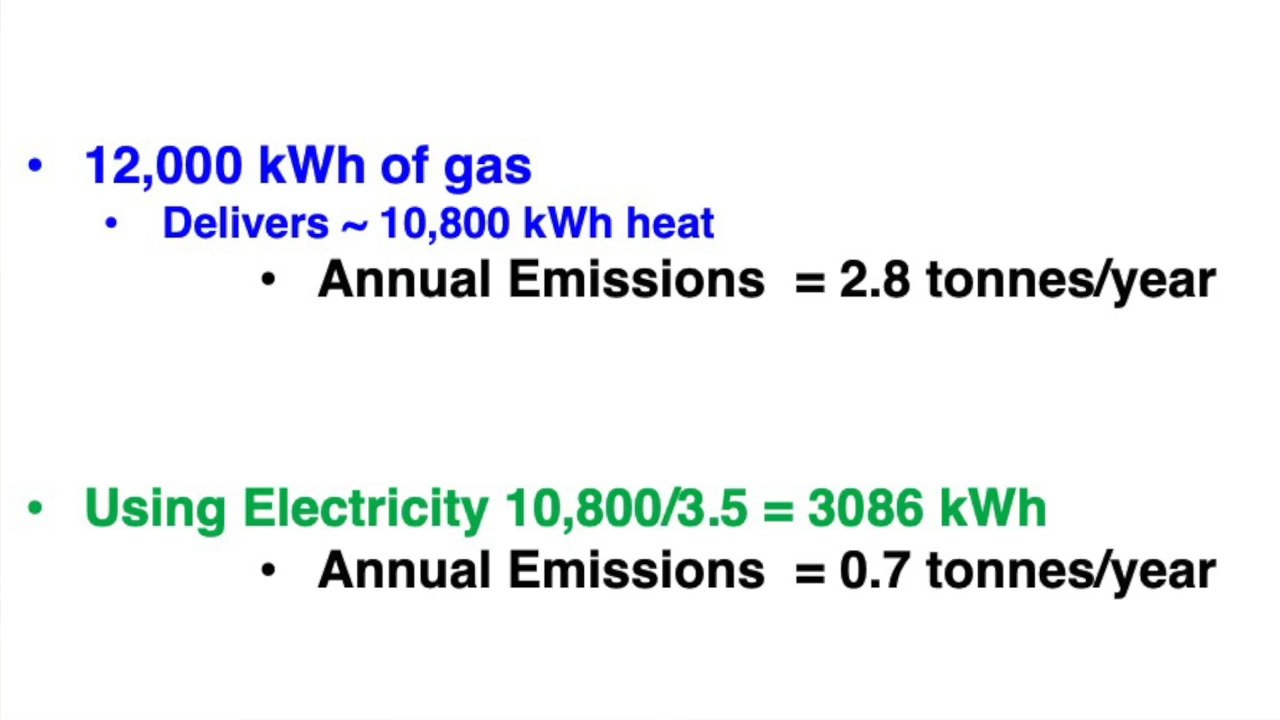 • 12,000 kWh of gas
• Delivers ~ 10,800 kWh heat
• Annual Emissions = 2.8 tonnes/year
• Using Electricity 10,800/3.5 = 3086 kWh
• Annual Emissions = 0.7 tonnes/year